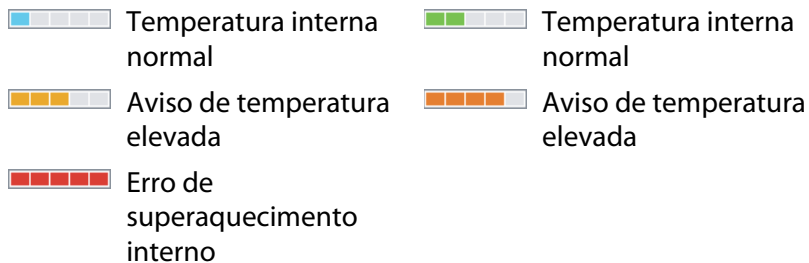 Temperatura interna
normal
Temperatura interna
normal
Aviso de temperatura
elevada
Aviso de temperatura
elevada
Erro de
superaquecimento
interno